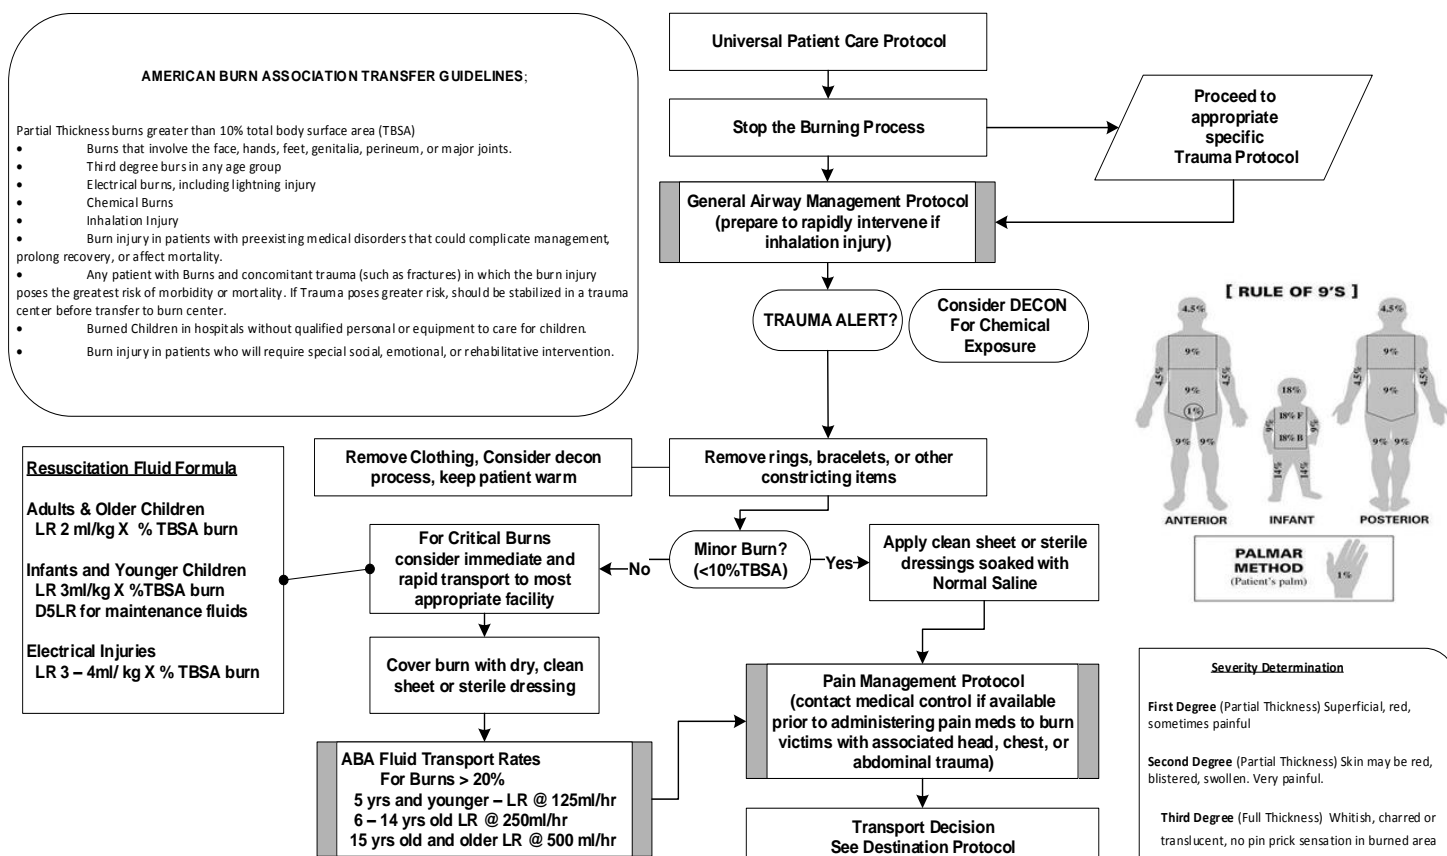 AMERICAN BURN ASSOCIATION TRANSFER GUIDELINES;
Partial Thickness burns greater than 10% total body surface area (TBSA)
• Burns that involve the face, hands, feet, genitalia, perineum, or major joints.
• Third degree burs in any age group
• Electrical burns, including lightning injury
• Chemical Burns
• Inhalation Injury
• Burn injury in patients with preexisting medical disorders that could complicate management,
prolong recovery, or affect mortality.
• Any patient with Burns and concomitant trauma (such as fractures) in which the burn injury
poses the greatest risk of morbidity or mortality. If Trauma poses greater risk, should be stabilized in a trauma
center before transfer to burn center.
• Burned Children in hospitals without qualified personal or equipment to care for children.
• Burn injury in patients who will require special social, emotional, or rehabilitative intervention.
Universal Patient Care Protocol
Stop the Burning Process
Proceed to
appropriate
specific
Trauma Protocol
General Airway Management Protocol
(prepare to rapidly intervene if
inhalation injury)
TRAUMA ALERT?
Consider DECON
For Chemical
Exposure
Remove Clothing, Consider decon
process, keep patient warm
Remove rings, bracelets, or other
constricting items
Minor Burn?
(<10%TBSA)
No
Yes
For Critical Burns
consider immediate and
rapid transport to most
appropriate facility
Apply clean sheet or sterile
dressings soaked with
Normal Saline
Resuscitation Fluid Formula
Adults & Older Children
LR 2 ml/kg X % TBSA burn
Infants and Younger Children
LR 3ml/kg X %TBSA burn
D5LR for maintenance fluids
Electrical Injuries
LR 3 – 4ml/ kg X % TBSA burn
Cover burn with dry, clean
sheet or sterile dressing
ABA Fluid Transport Rates
For Burns > 20%
5 yrs and younger – LR @ 125ml/hr
6 – 14 yrs old LR @ 250ml/hr
15 yrs old and older LR @ 500 ml/hr
Pain Management Protocol
(contact medical control if available
prior to administering pain meds to burn
victims with associated head, chest, or
abdominal trauma)
Transport Decision
See Destination Protocol
[ RULE OF 9'S ]
4.5%
9%
4.5%
4.5%
9%
1%
9%
9%
ANTERIOR
18%
18% F
9%
9%
18% B
14%
14%
INFANT
4.5%
9%
4.5%
4.5%
9%
9%
9%
POSTERIOR
PALMAR
METHOD
(Patient's palm)
1%
Severity Determination
First Degree (Partial Thickness) Superficial, red,
sometimes painful
Second Degree (Partial Thickness) Skin may be red,
blistered, swollen. Very painful.
Third Degree (Full Thickness) Whitish, charred or
translucent, no pin prick sensation in burned area